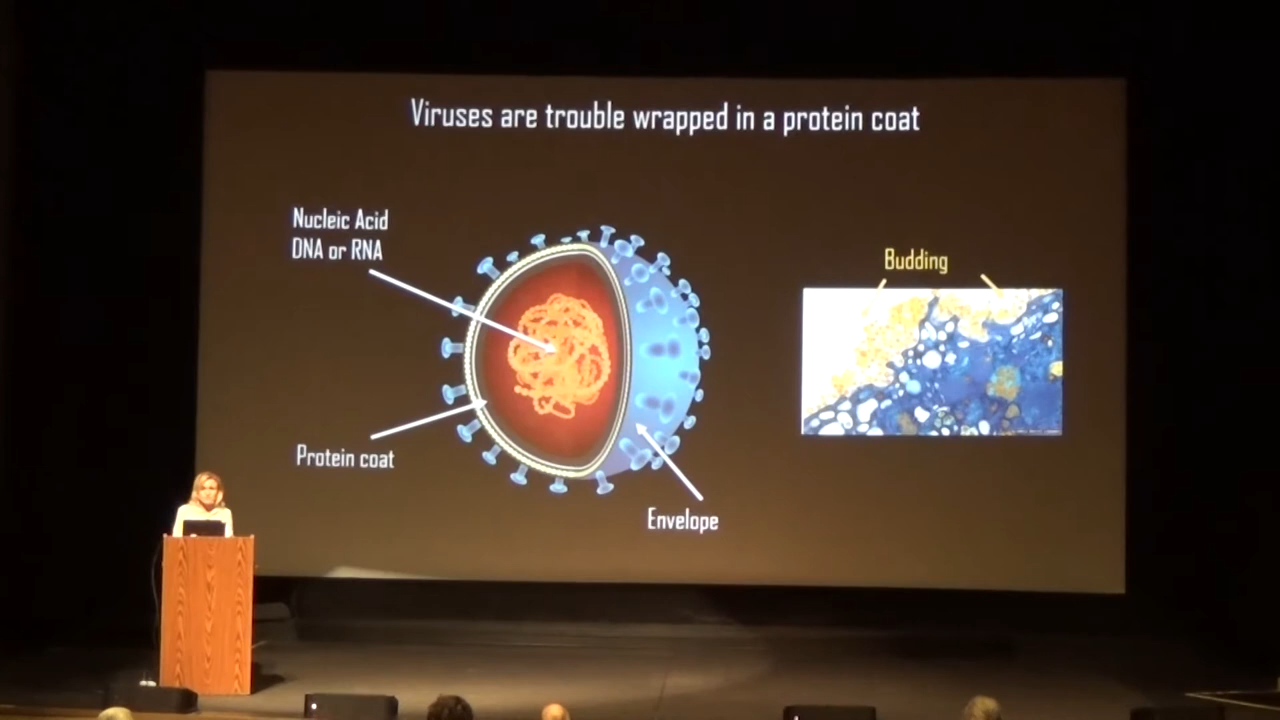 Viruses are trouble wrapped in a protein coat
Nucleic Acid
DNA or RNA
Budding
Protein coat
Envelope